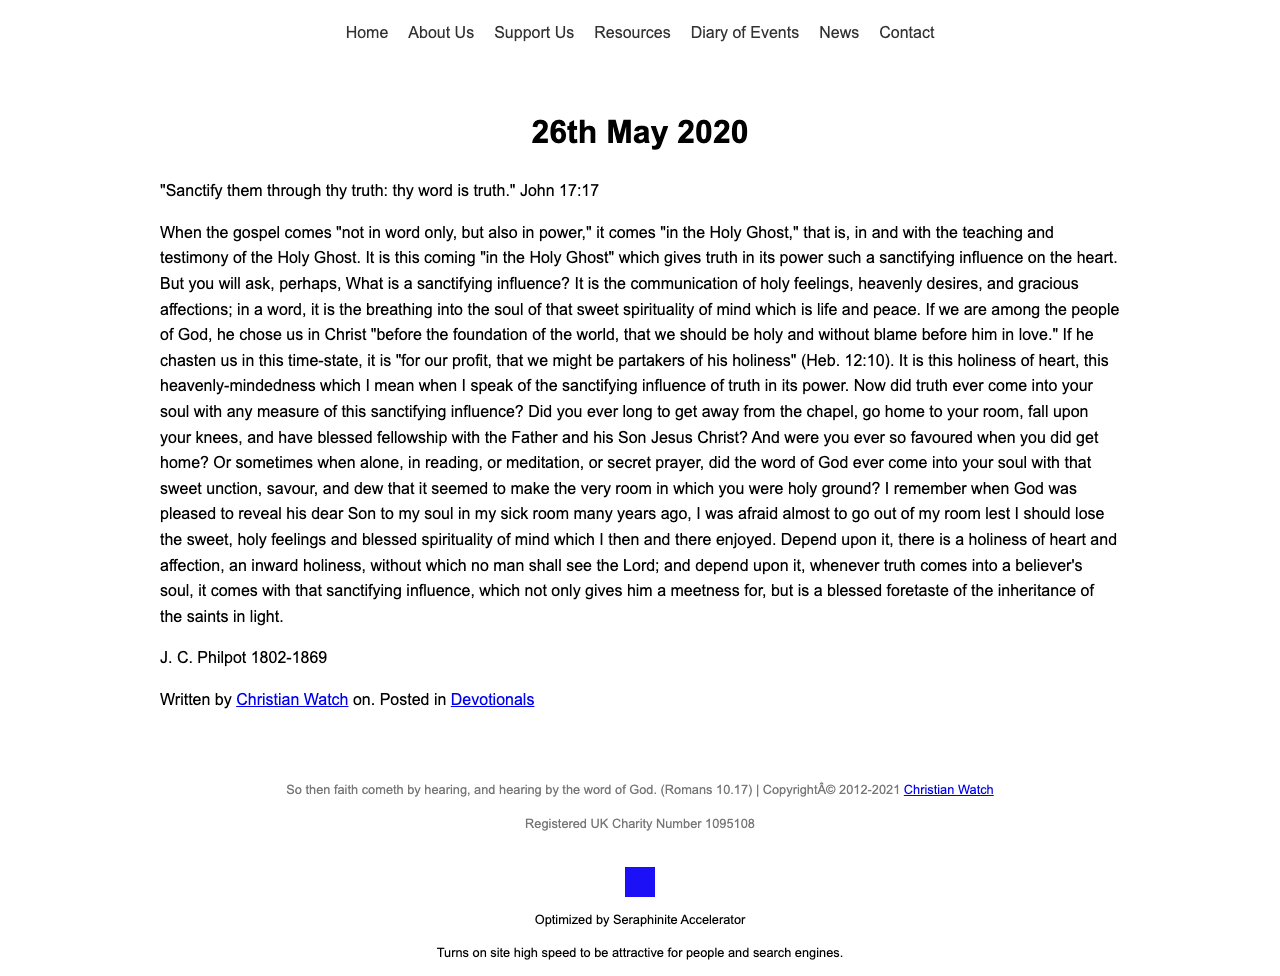 Home About Us Support Us Resources Diary of Events News Contact
26th May 2020
"Sanctify them through thy truth: thy word is truth." John 17:17
When the gospel comes "not in word only, but also in power," it comes "in the Holy Ghost," that is, in and with the teaching and
testimony of the Holy Ghost. It is this coming "in the Holy Ghost" which gives truth in its power such a sanctifying influence on the heart.
But you will ask, perhaps, What is a sanctifying influence? It is the communication of holy feelings, heavenly desires, and gracious
affections; in a word, it is the breathing into the soul of that sweet spirituality of mind which is life and peace. If we are among the people
of God, he chose us in Christ "before the foundation of the world, that we should be holy and without blame before him in love." If he
chasten us in this time-state, it is "for our profit, that we might be partakers of his holiness" (Heb. 12:10). It is this holiness of heart, this
heavenly-mindedness which I mean when I speak of the sanctifying influence of truth in its power. Now did truth ever come into your
soul with any measure of this sanctifying influence? Did you ever long to get away from the chapel, go home to your room, fall upon
your knees, and have blessed fellowship with the Father and his Son Jesus Christ? And were you ever so favoured when you did get
home? Or sometimes when alone, in reading, or meditation, or secret prayer, did the word of God ever come into your soul with that
sweet unction, savour, and dew that it seemed to make the very room in which you were holy ground? I remember when God was
pleased to reveal his dear Son to my soul in my sick room many years ago, I was afraid almost to go out of my room lest I should lose
the sweet, holy feelings and blessed spirituality of mind which I then and there enjoyed. Depend upon it, there is a holiness of heart and
affection, an inward holiness, without which no man shall see the Lord; and depend upon it, whenever truth comes into a believer's
soul, it comes with that sanctifying influence, which not only gives him a meetness for, but is a blessed foretaste of the inheritance of
the saints in light.
J. C. Philpot 1802-1869
Written by Christian Watch on. Posted in Devotionals
So then faith cometh by hearing, and hearing by the word of God. (Romans 10.17) | CopyrightÂ© 2012-2021 Christian Watch
Registered UK Charity Number 1095108
Optimized by Seraphinite Accelerator
Turns on site high speed to be attractive for people and search engines.